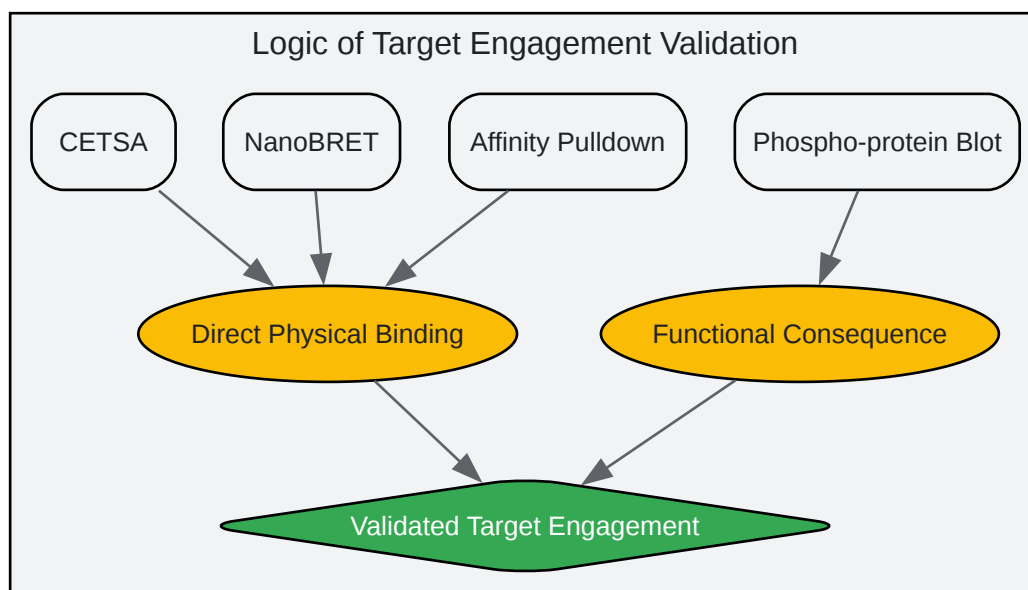 Logic of Target Engagement Validation
CETSA
NanoBRET
Affinity Pulldown
Phospho-protein Blot
Direct Physical Binding
Functional Consequence
Validated Target Engagement